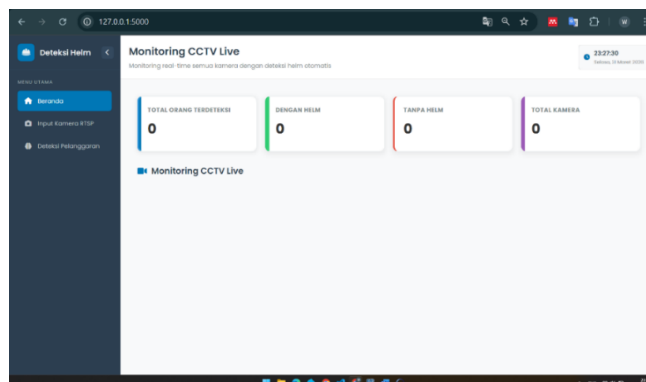 127.0.0.1:5000
Deteksi Helm
MENU UTAMA
Beranda
Input Kamera RTSP
Deteksi Pelanggaran
Monitoring CCTV Live
Monitoring real-time semua kamera dengan deteksi helm otomatis
23:27:30
TOTAL ORANG TERDETEKSI
0
DENGAN HELM
0
TANPA HELM
0
TOTAL KAMERA
0
Monitoring CCTV Live